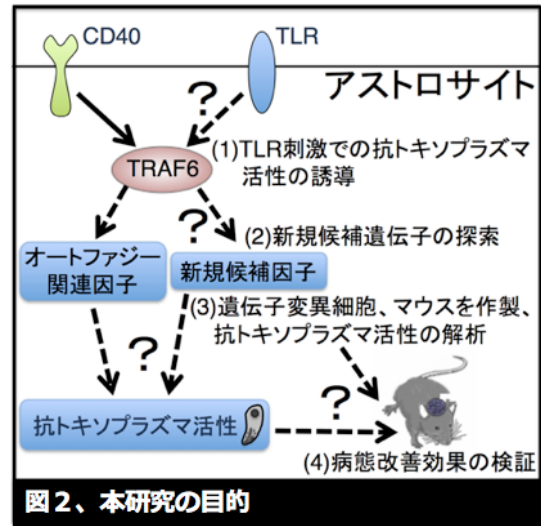 CD40
TLR
アストロサイト
?
(1)TLR刺激での抗トキソプラズマ
活性の誘導
TRAF6
?
(2)新規候補遺伝子の探索
オートファジー
関連因子
新規候補因子
(3)遺伝子変異細胞、マウスを作製、
抗トキソプラズマ活性の解析
?
?
抗トキソプラズマ活性
(4)病態改善効果の検証
図2、本研究の目的